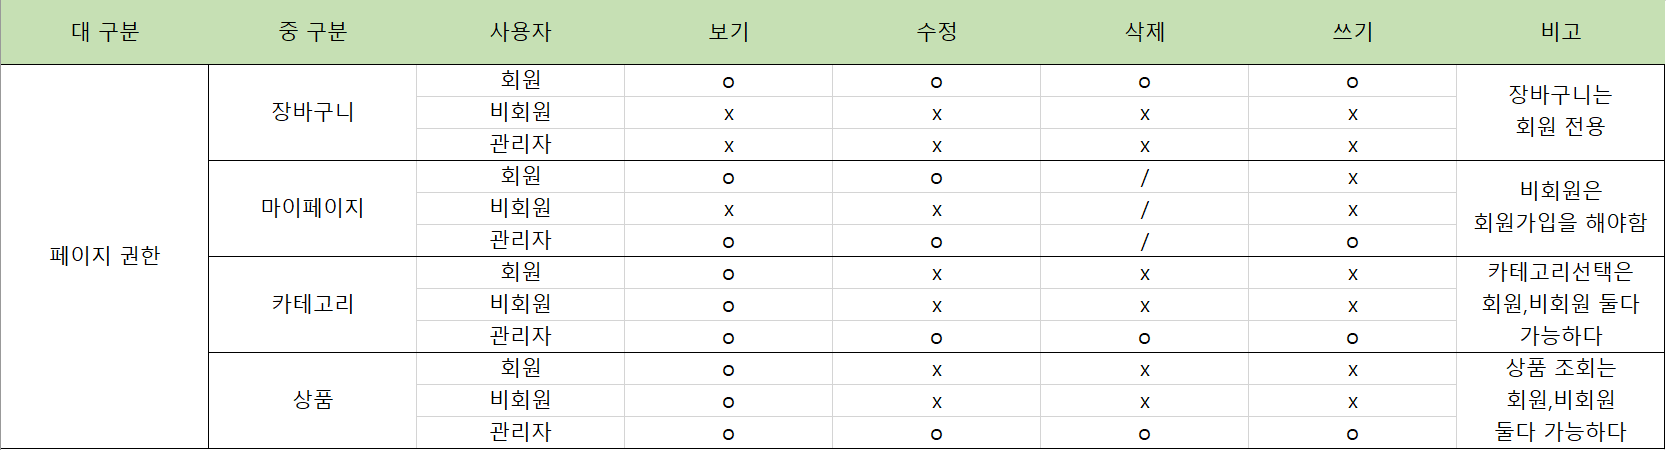 대 구분 중 구분 사용자 보기 수정 삭제 쓰기 비고
페이지 권한
장바구니
회원 o o o o
비회원 x x x x
관리자 x x x x
장바구니는
회원 전용
마이페이지
회원 o o / x
비회원 x x / x
관리자 o o / o
비회원은
회원가입을 해야함
카테고리
회원 o x x x
비회원 o x x x
관리자 o o o o
카테고리선택은
회원,비회원 둘다
가능하다
상품
회원 o x x x
비회원 o x x x
관리자 o o o o
상품 조회는
회원,비회원
둘다 가능하다